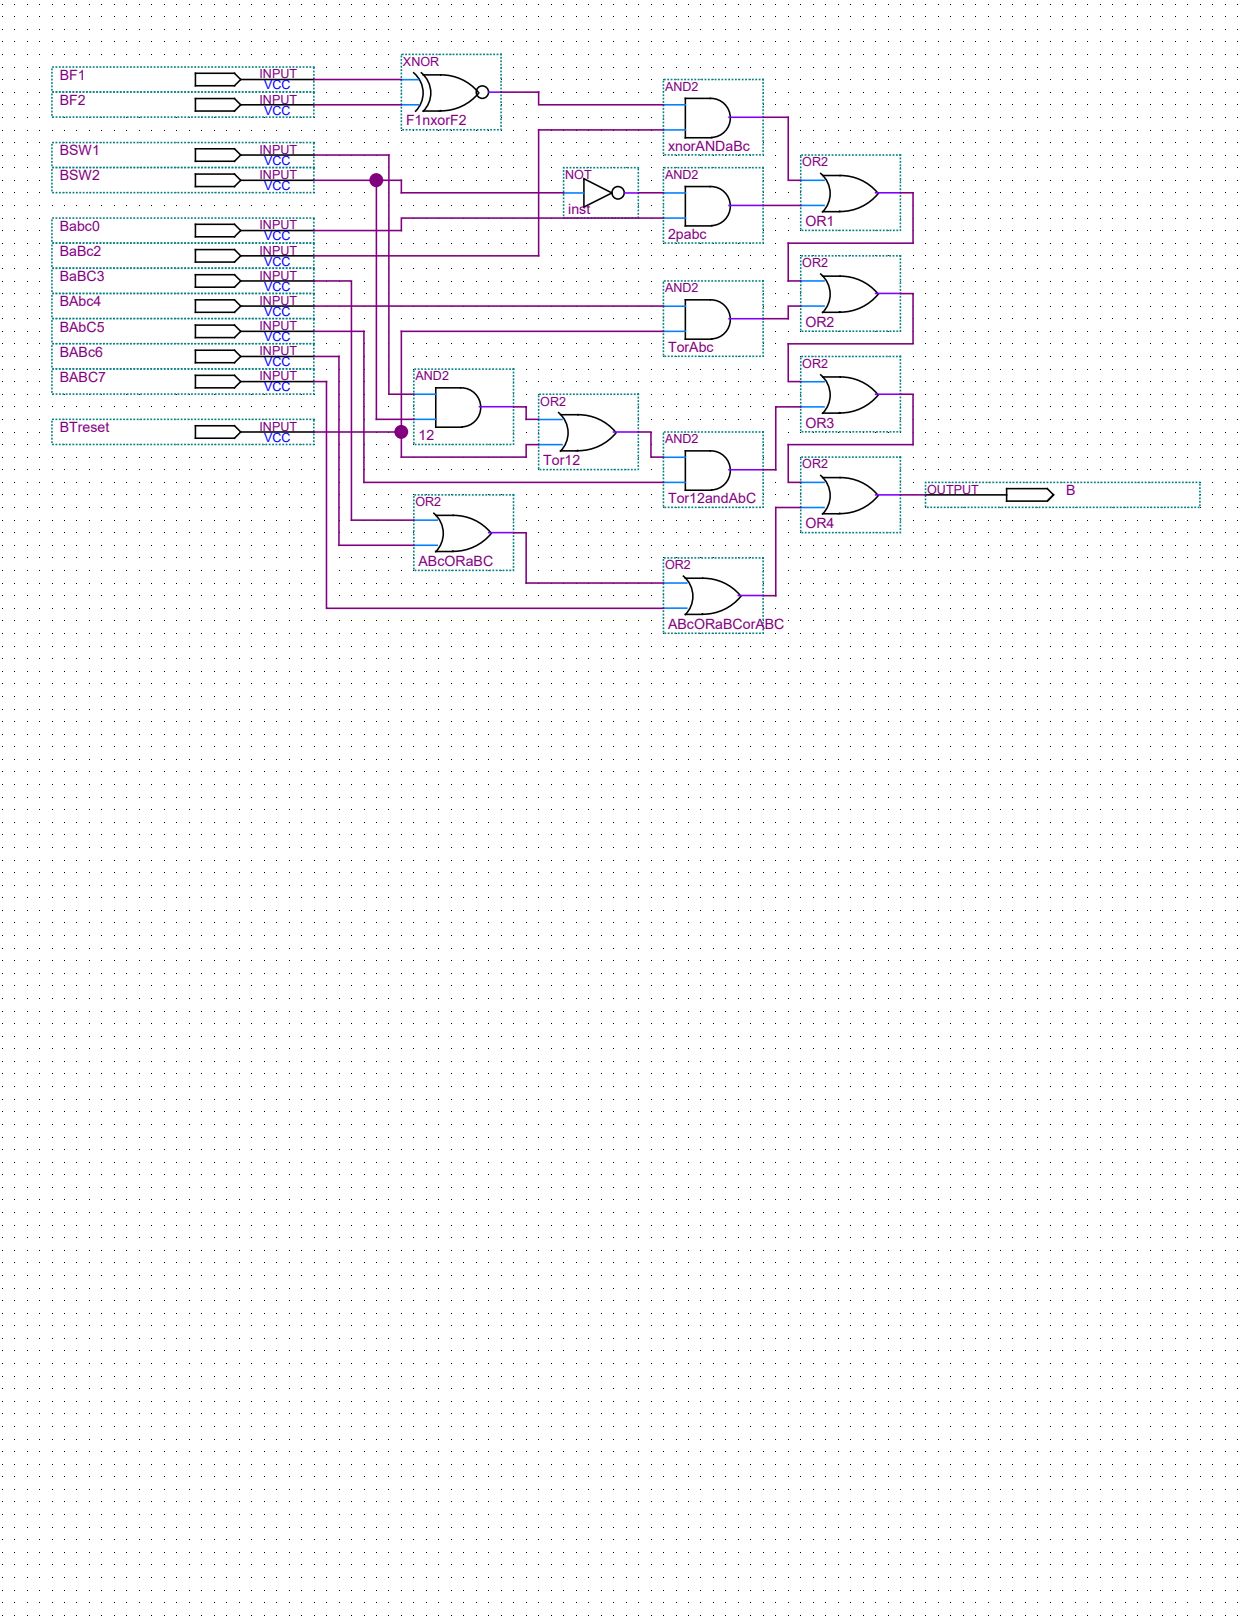 BF1 INPUT
VCC
BF2 INPUT
VCC
BSW1 INPUT
VCC
BSW2 INPUT
VCC
Babc0 INPUT
VCC
BaBc2 INPUT
VCC
BaBC3 INPUT
VCC
BAbc4 INPUT
VCC
BAbC5 INPUT
VCC
BABc6 INPUT
VCC
BABC7 INPUT
VCC
BTreset INPUT
VCC
XNOR
F1nxorF2
AND2
12
OR2
ABcORaBC
OR2
Tor12
NOT
inst
AND2
xnorANDaBc
AND2
2pabc
AND2
TorAbc
AND2
Tor12andAbC
OR2
ABcORaBCorABC
OR2
OR1
OR2
OR2
OR2
OR3
OR2
OR4
OUTPUT B